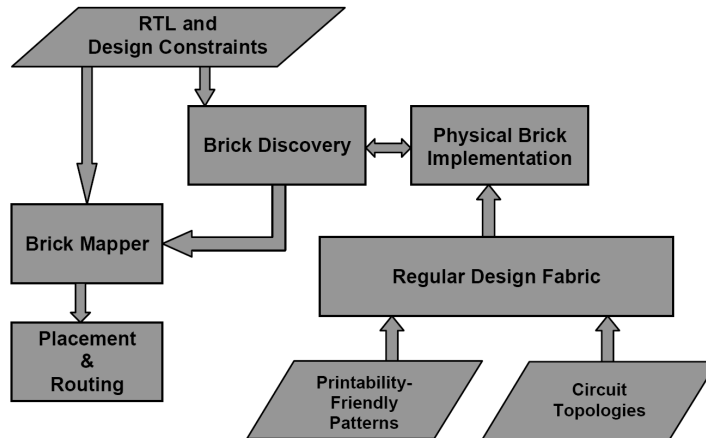 RTL and
Design Constraints
Brick Discovery
Physical Brick
Implementation
Brick Mapper
Regular Design Fabric
Placement
&
Routing
Printability-
Friendly
Patterns
Circuit
Topologies